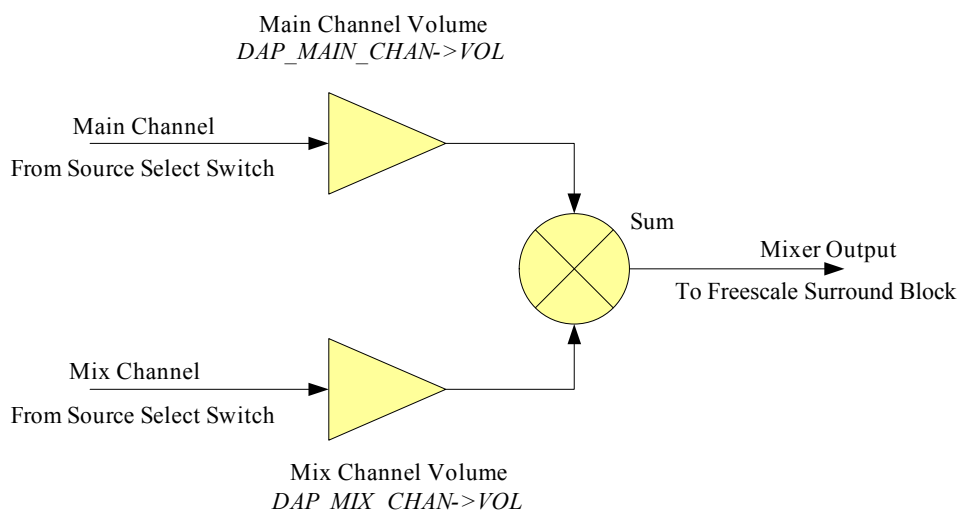 Main Channel Volume
DAP_MAIN_CHAN->VOL
Main Channel
From Source Select Switch
Sum
Mixer Output
To Freescale Surround Block
Mix Channel
From Source Select Switch
Mix Channel Volume
DAP_MIX_CHAN->VOL